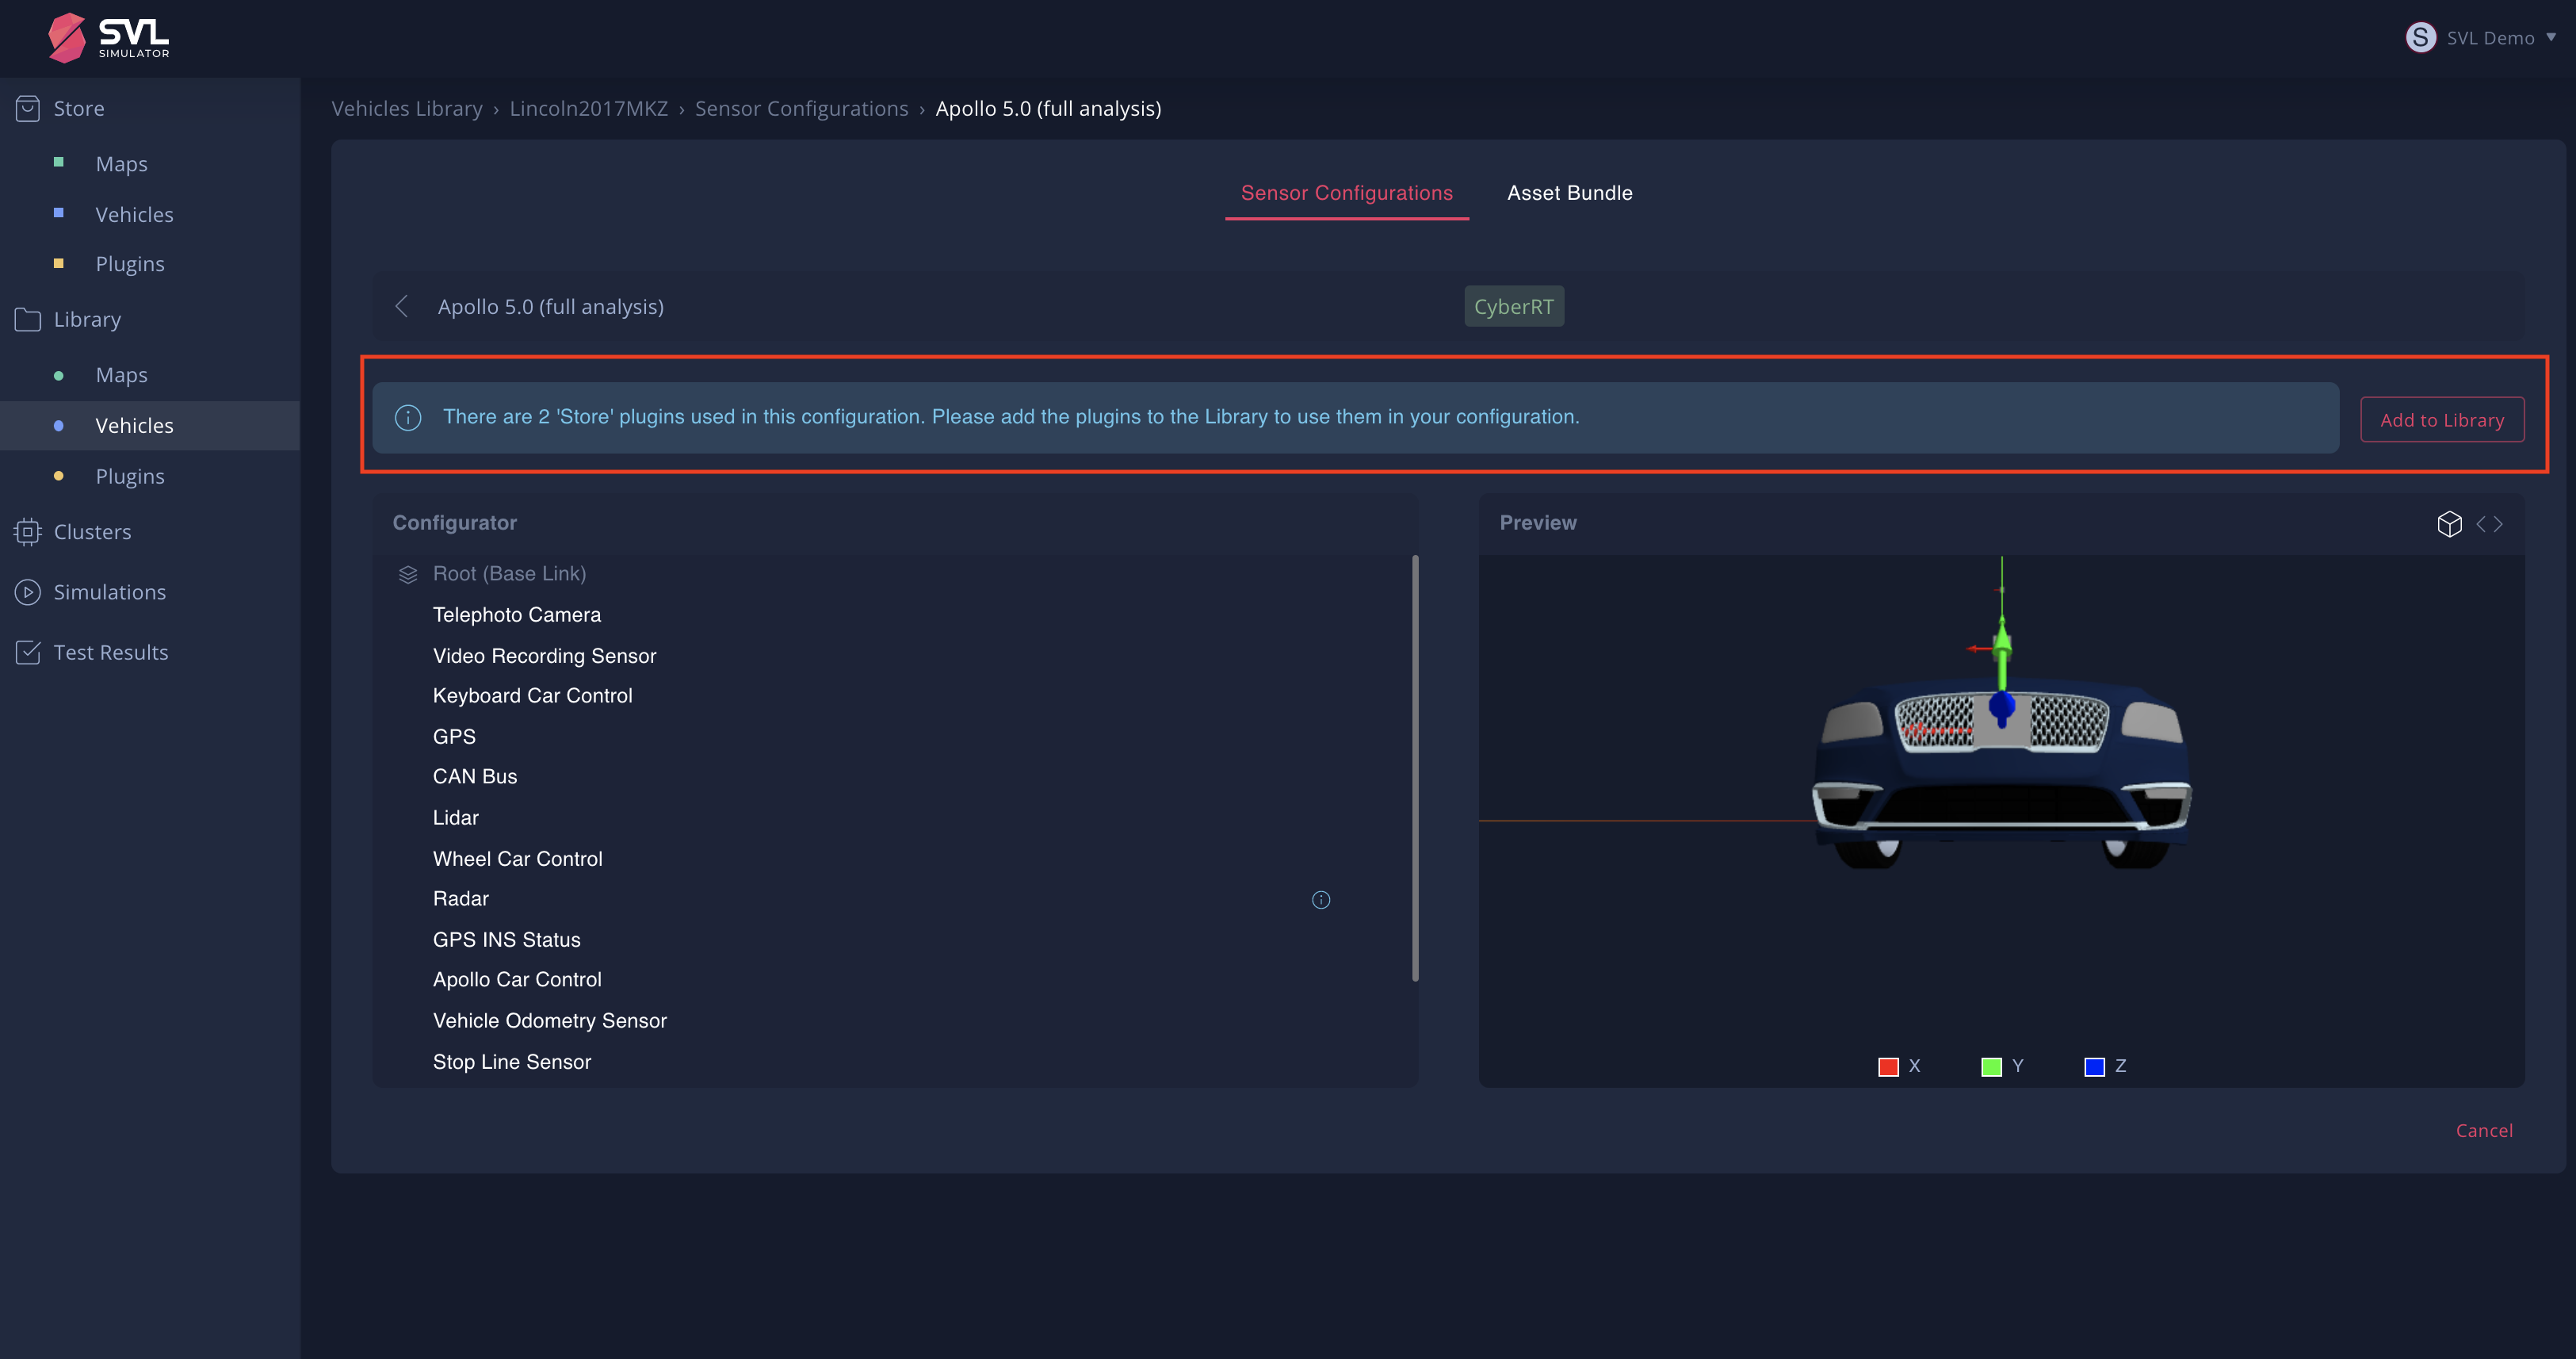 SVL
SIMULATOR
S SVL Demo
Store
Maps
Vehicles
Plugins
Library
Maps
Vehicles
Plugins
Clusters
Simulations
Test Results
Vehicles Library › Lincoln2017MKZ › Sensor Configurations › Apollo 5.0 (full analysis)
Sensor Configurations Asset Bundle
Apollo 5.0 (full analysis) CyberRT
There are 2 'Store' plugins used in this configuration. Please add the plugins to the Library to use them in your configuration.
Add to Library
Configurator
Root (Base Link)
Telephoto Camera
Video Recording Sensor
Keyboard Car Control
GPS
CAN Bus
Lidar
Wheel Car Control
Radar
GPS INS Status
Apollo Car Control
Vehicle Odometry Sensor
Stop Line Sensor
Preview
X Y Z
Cancel